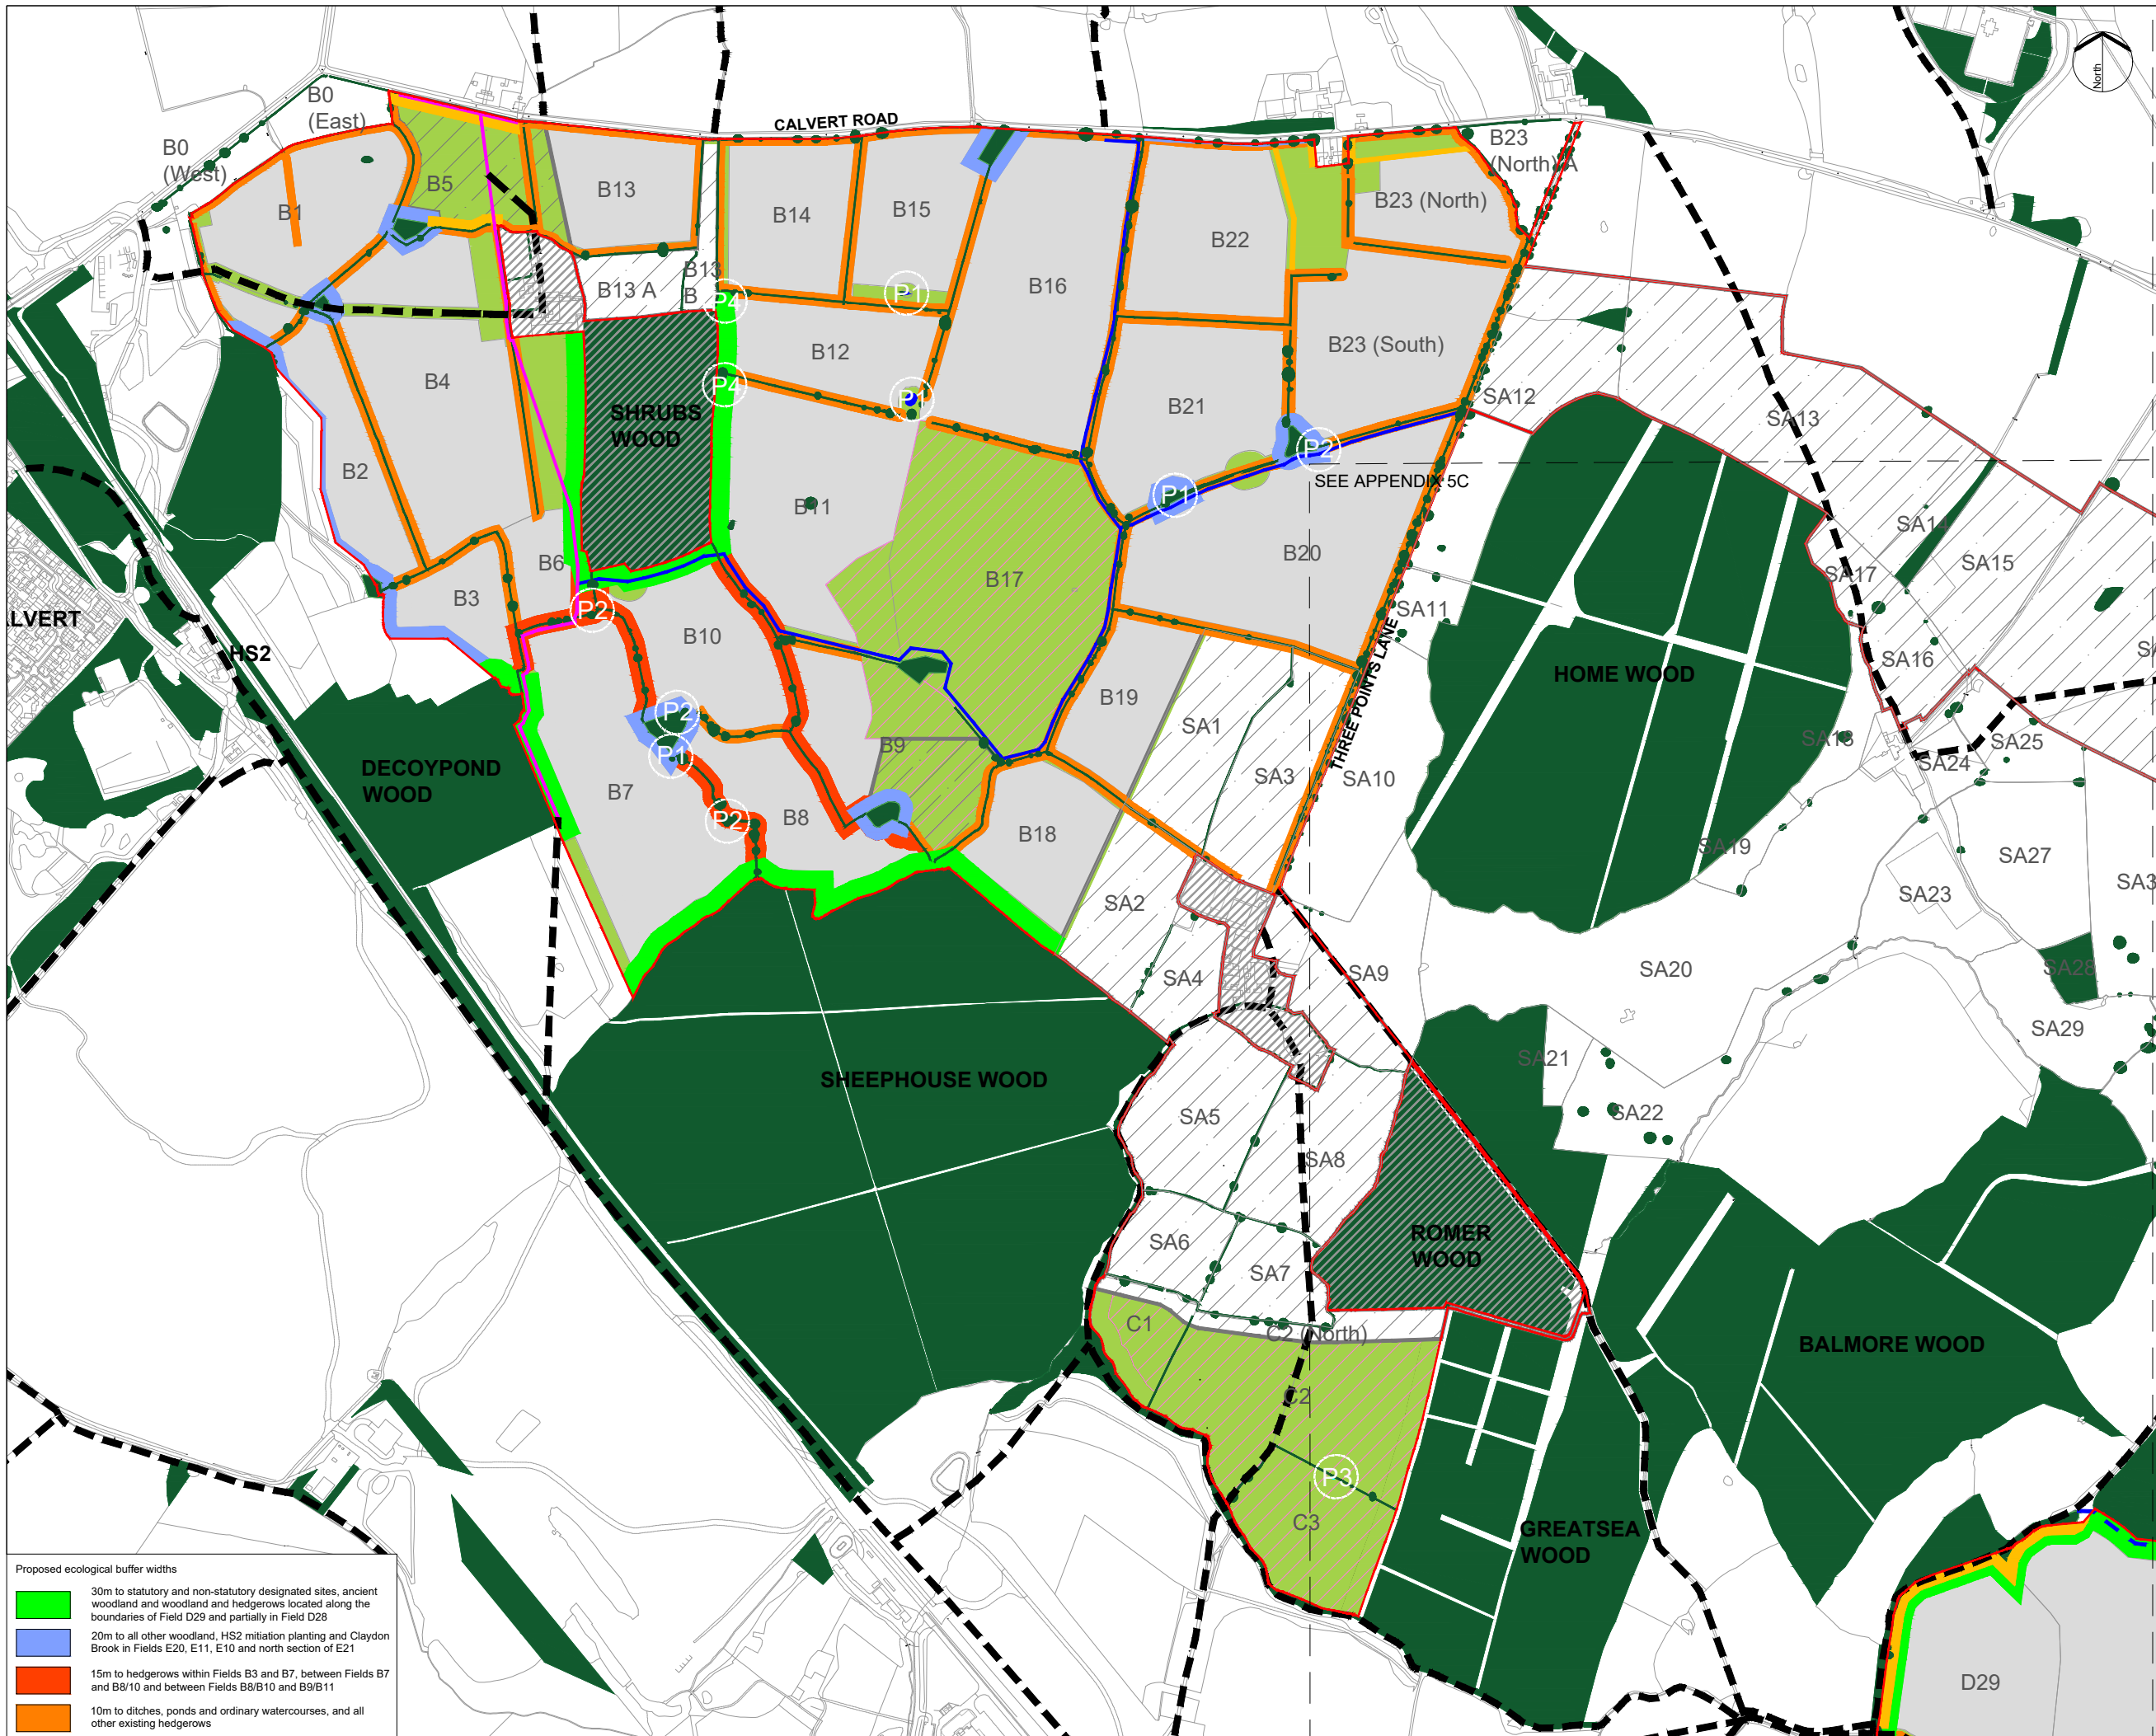 North
B0
(East)
CALVERT ROAD
B0
(West)
B23
(North) A
B5
B13
B14
B15
B23 (North)
B1
B22
B13 A
B13
B
P4
P1
B16
B12
B23 (South)
B4
P4
P1
SA12
SHRUBS
WOOD
B21
SA13
B2
P2
SEE APPENDIX 5C
P1
B11
SA14
B20
B6
B17
SA17
SA15
B3
P2
SA11
B10
HS2
SA16
HOME WOOD
THREE POINTS LANE
B19
SA1
P2
B9
P1
SA18
SA25
SA24
DECOYPOND
WOOD
SA3
SA10
B7
P2
B8
B18
SA19
SA27
SA23
SA2
SA4
SA9
SA20
SA28
SA29
SHEEPHOUSE WOOD
SA21
SA5
SA22
SA8
SA6
ROMER
WOOD
SA7
C1
C2 (North)
BALMORE WOOD
C2
P3
C3
GREATSEA
WOOD
D29
Proposed ecological buffer widths
30m to statutory and non-statutory designated sites, ancient
woodland and woodland and hedgerows located along the
boundaries of Field D29 and partially in Field D28
20m to all other woodland, HS2 mitiation planting and Claydon
Brook in Fields E20, E11, E10 and north section of E21
15m to hedgerows within Fields B3 and B7, between Fields B7
and B8/10 and between Fields B8/B10 and B9/B11
10m to ditches, ponds and ordinary watercourses, and all
other existing hedgerows